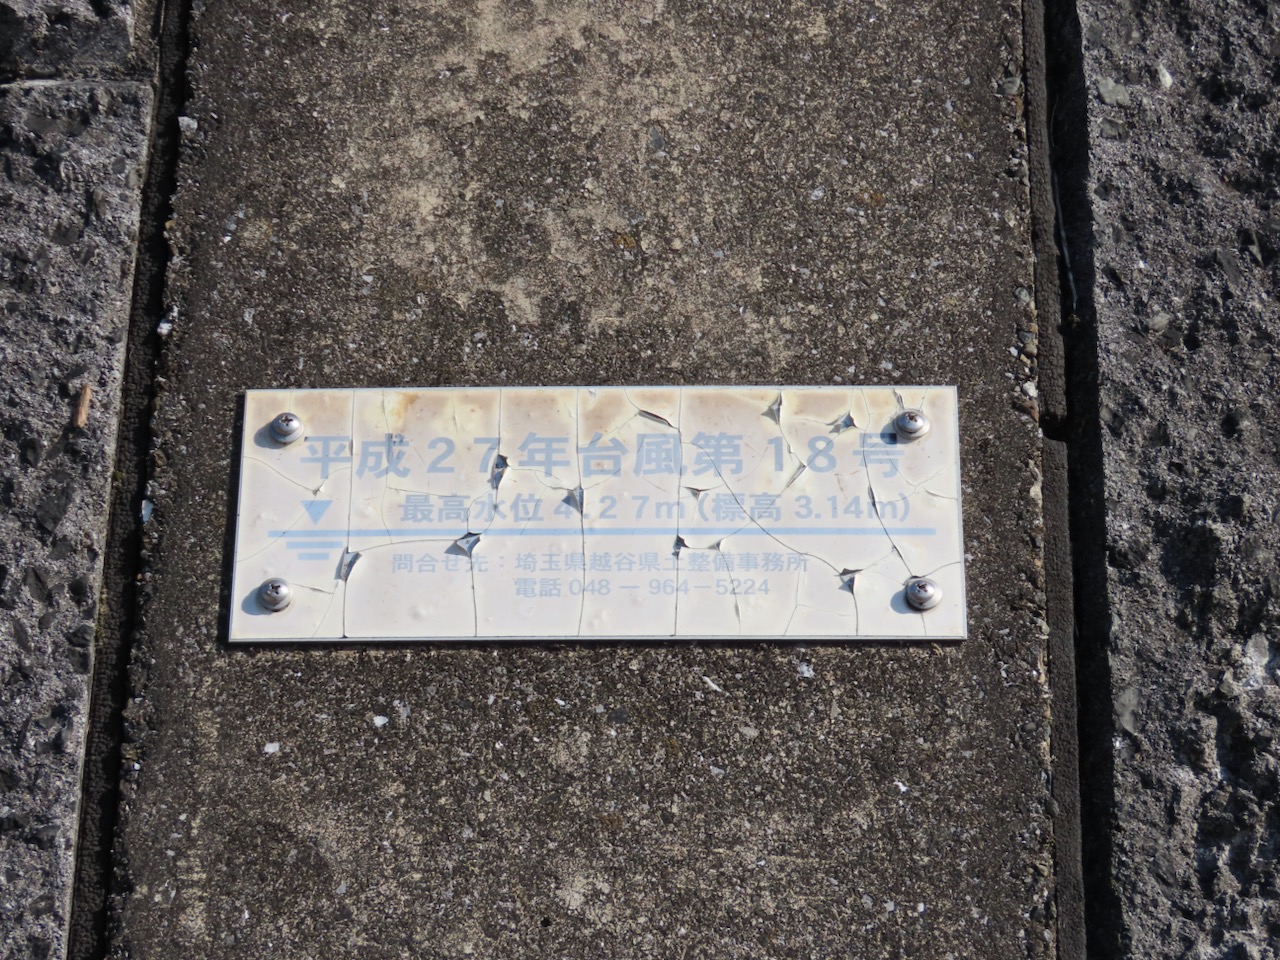 平成27年台風第18号
最高水位4.27m(標高3.14m)
問合せ先：埼玉県越谷県土整備事務所
電話 048－964－5224